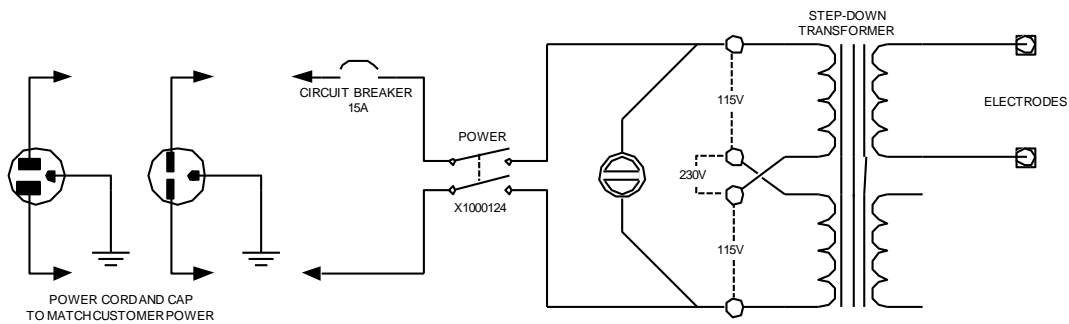 STEP-DOWN
TRANSFORMER
CIRCUIT BREAKER
15A
115V
ELECTRODES
POWER
230V
X1000124
115V
POWER CORD AND CAP
TO MATCH CUSTOMER POWER